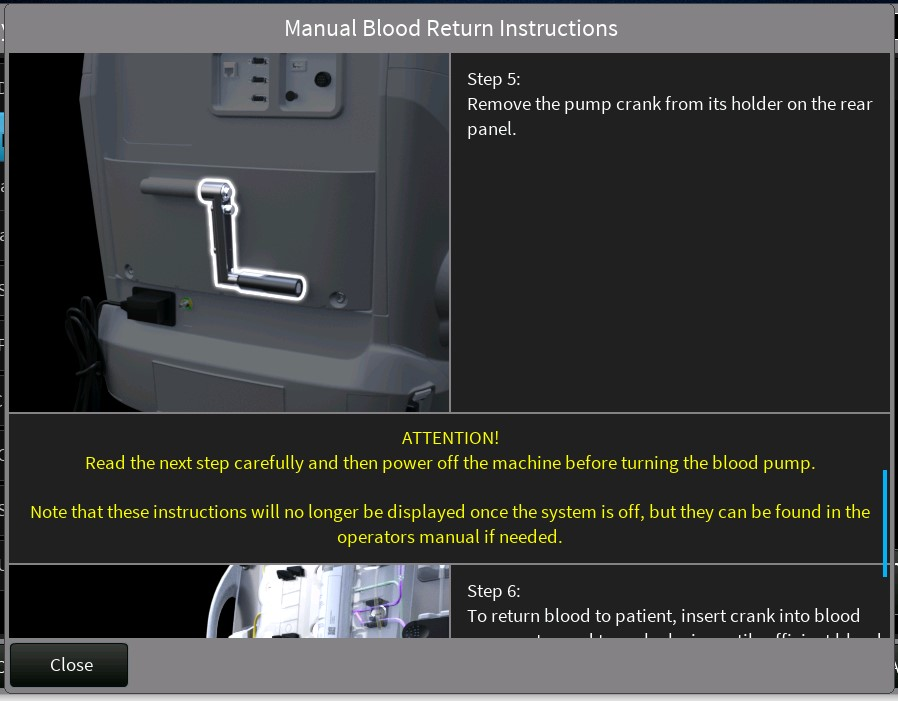 Manual Blood Return Instructions
Step 5:
Remove the pump crank from its holder on the rear
panel.
ATTENTION!
Read the next step carefully and then power off the machine before turning the blood pump.
Note that these instructions will no longer be displayed once the system is off, but they can be found in the
operators manual if needed.
Step 6:
To return blood to patient, insert crank into blood
Close